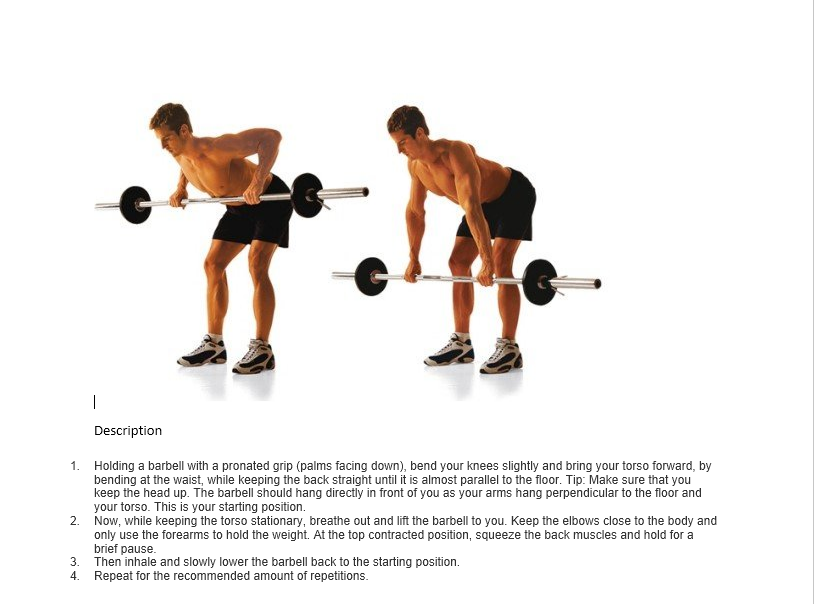 Description
1. Holding a barbell with a pronated grip (palms facing down), bend your knees slightly and bring your torso forward, by
bending at the waist, while keeping the back straight until it is almost parallel to the floor. Tip: Make sure that you
keep the head up. The barbell should hang directly in front of you as your arms hang perpendicular to the floor and
your torso. This is your starting position.
2. Now, while keeping the torso stationary, breathe out and lift the barbell to you. Keep the elbows close to the body and
only use the forearms to hold the weight. At the top contracted position, squeeze the back muscles and hold for a
brief pause.
3. Then inhale and slowly lower the barbell back to the starting position.
4. Repeat for the recommended amount of repetitions.